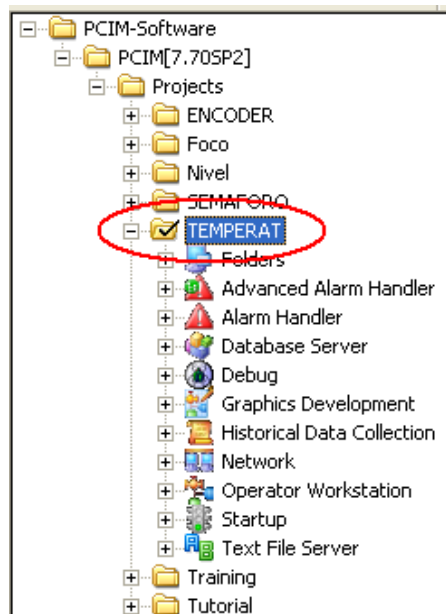 PCIM-Software
PCIM[7.70SP2]
Projects
ENCODER
Foco
Nivel
SEMAFORO
TEMPERAT
Folders
Advanced Alarm Handler
Alarm Handler
Database Server
Debug
Graphics Development
Historical Data Collection
Network
Operator Workstation
Startup
Text File Server
Training
Tutorial